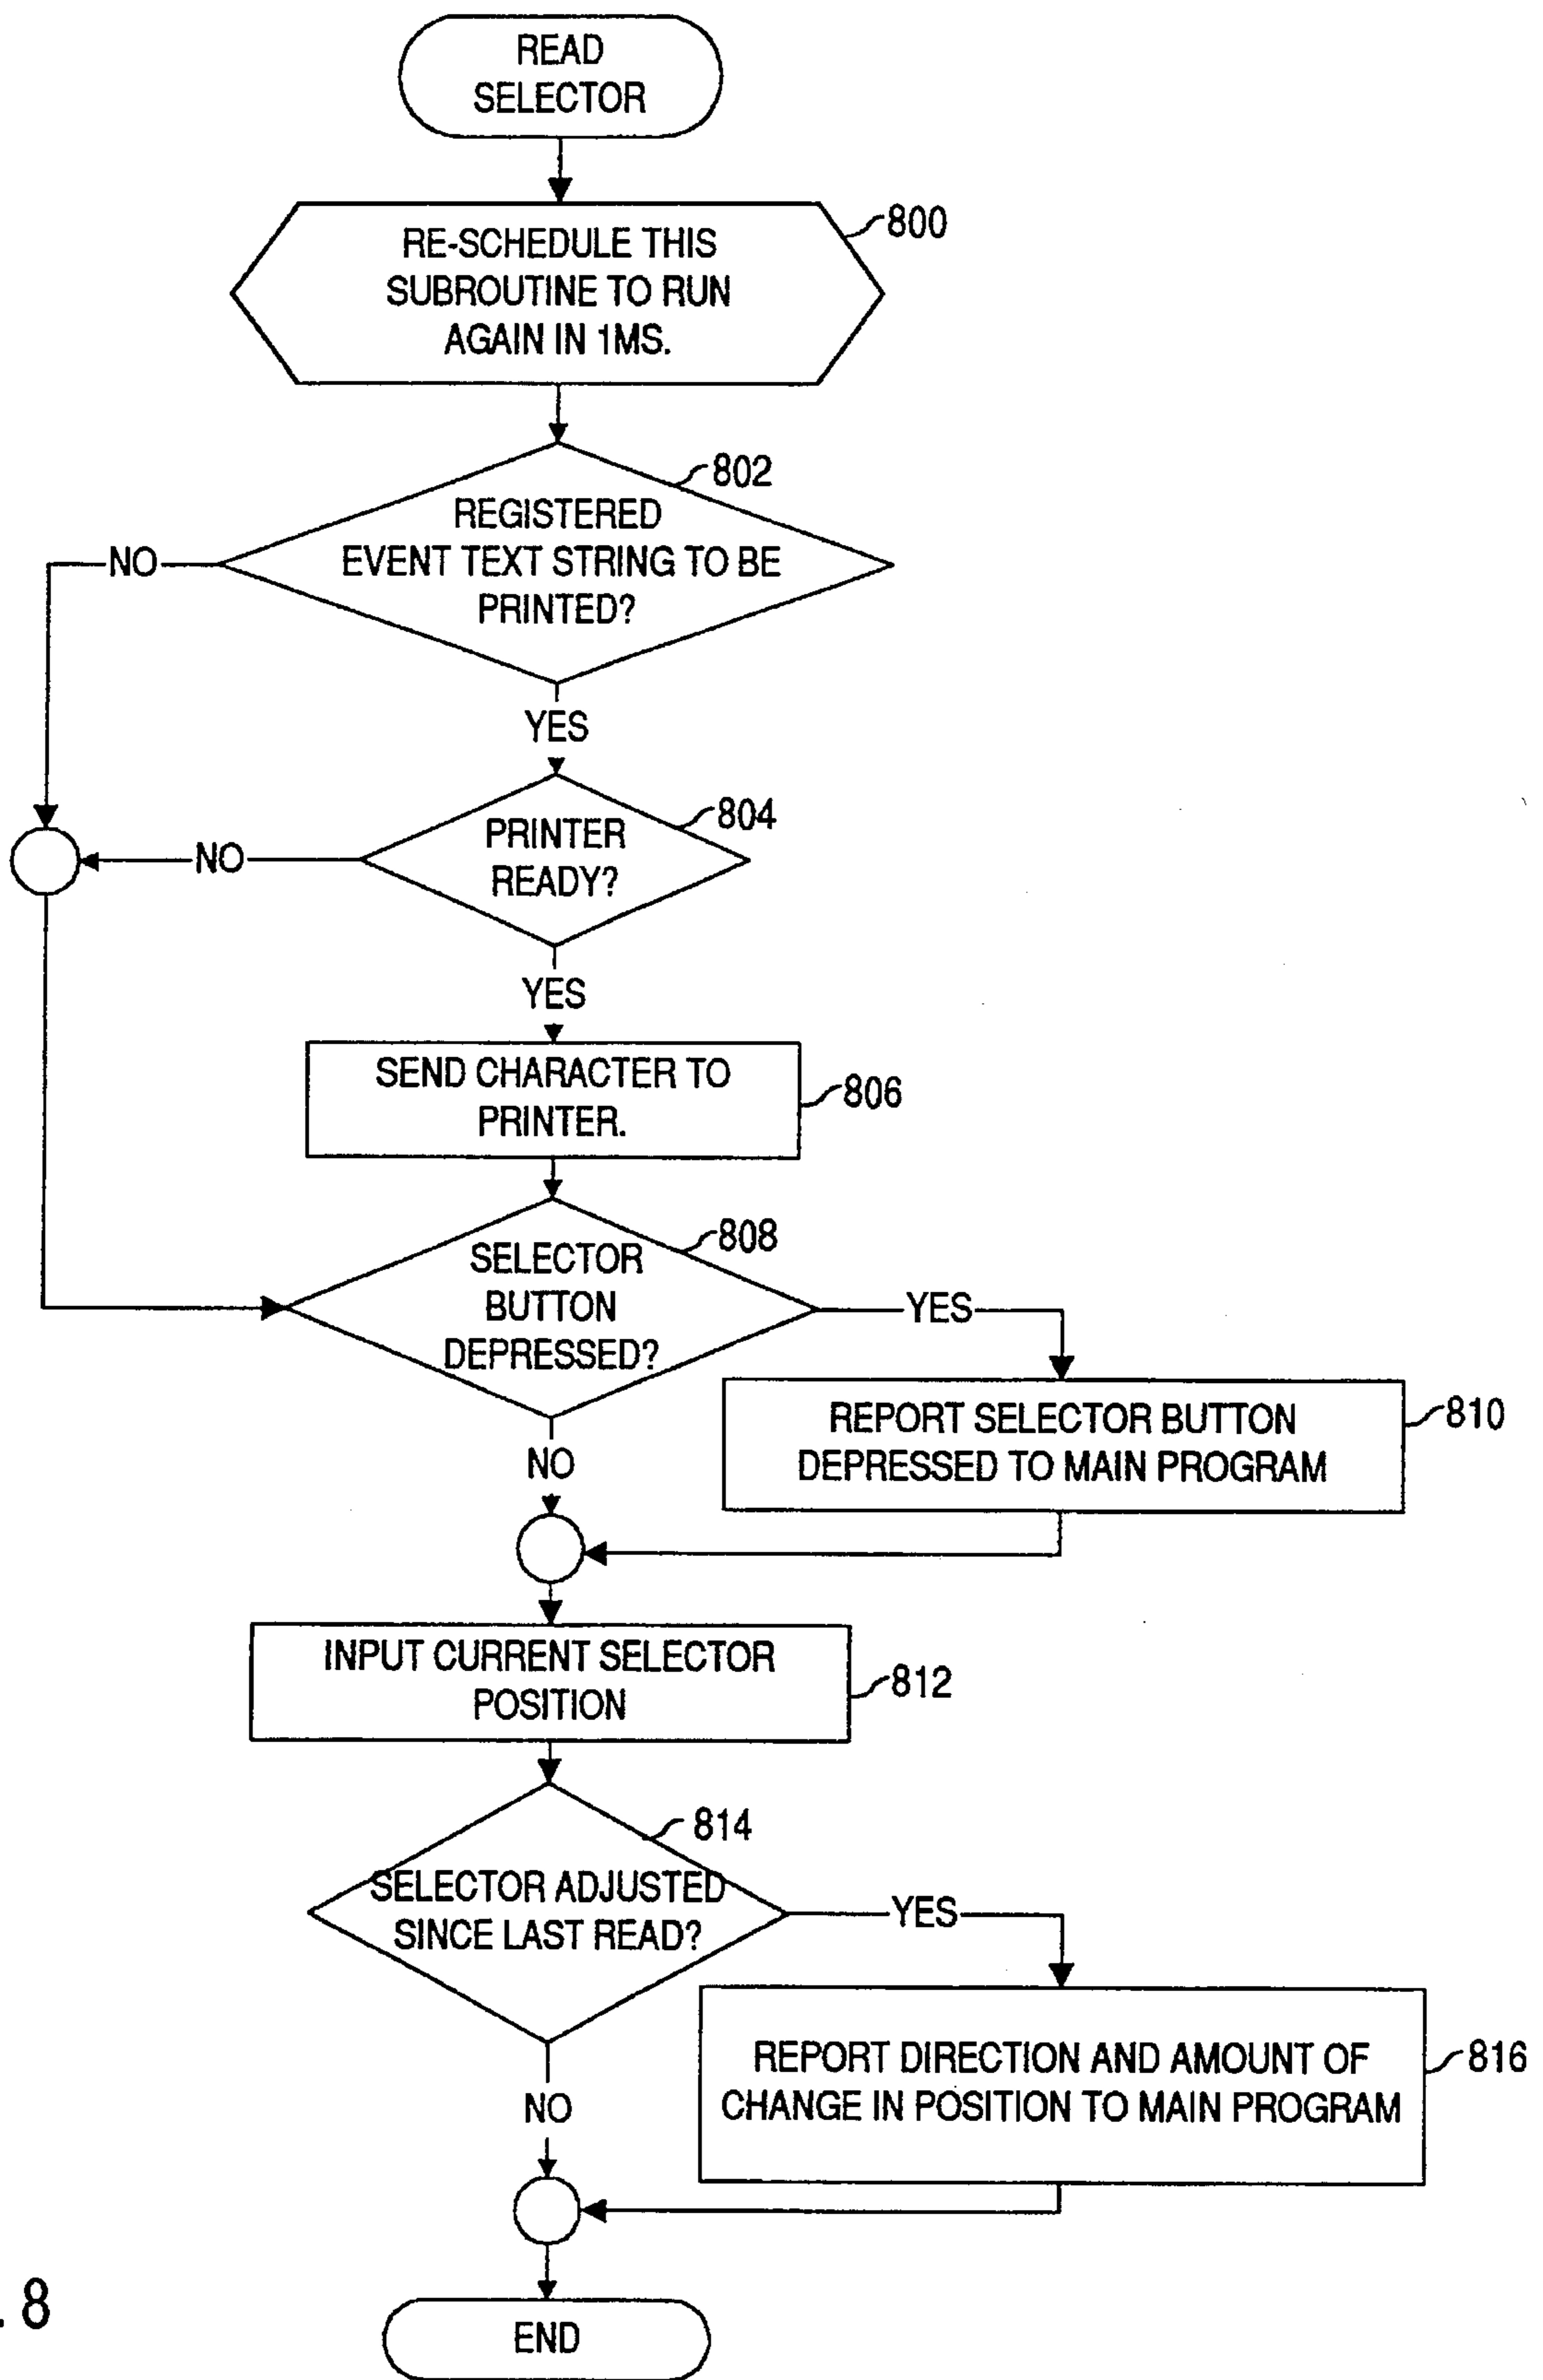 READ
SELECTOR
RE-SCHEDULE THIS
SUBROUTINE TO RUN
AGAIN IN 1MS.
800
REGISTERED
EVENT TEXT STRING TO BE
PRINTED?
802
NO
YES
PRINTER
READY?
804
NO
YES
SEND CHARACTER TO
PRINTER.
806
SELECTOR
BUTTON
DEPRESSED?
808
YES
REPORT SELECTOR BUTTON
DEPRESSED TO MAIN PROGRAM
810
NO
INPUT CURRENT SELECTOR
POSITION
812
SELECTOR ADJUSTED
SINCE LAST READ?
814
YES
REPORT DIRECTION AND AMOUNT OF
CHANGE IN POSITION TO MAIN PROGRAM
816
NO
END
. 8